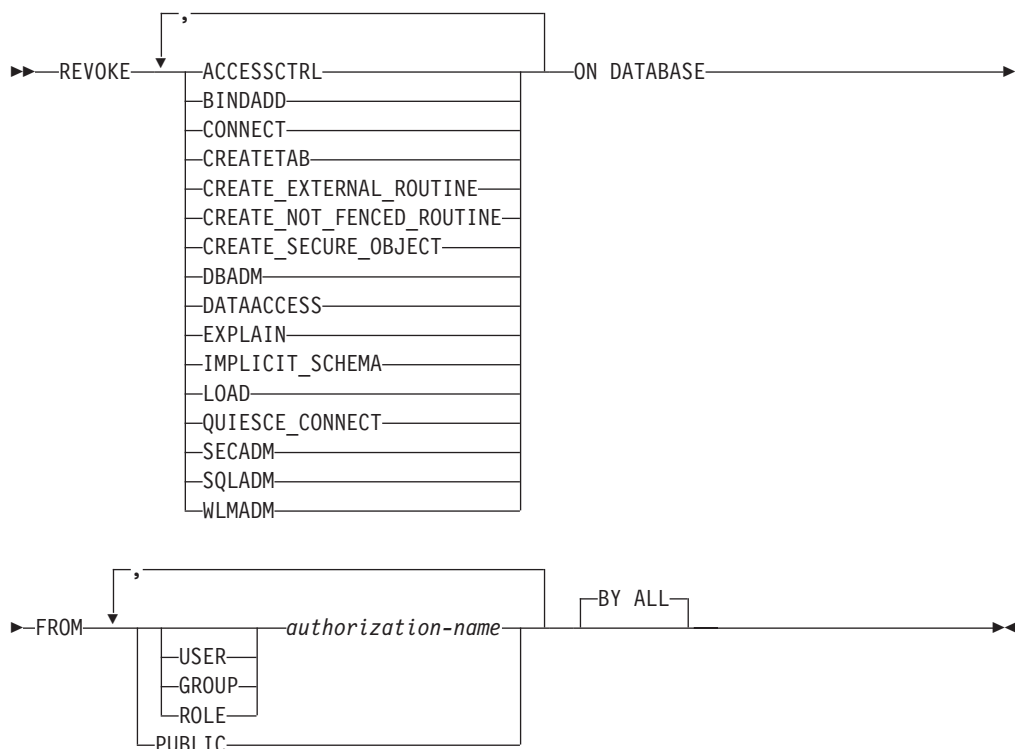 ,
REVOKE ACCESSCTRL ON DATABASE
BINDADD
CONNECT
CREATETAB
CREATE_EXTERNAL_ROUTINE
CREATE_NOT_FENCED_ROUTINE
CREATE_SECURE_OBJECT
DBADM
DATAACCESS
EXPLAIN
IMPLICIT_SCHEMA
LOAD
QUIESCE_CONNECT
SECADM
SQLADM
WLMADM
,
BY ALL
FROM authorization-name
USER
GROUP
ROLE
PUBLIC